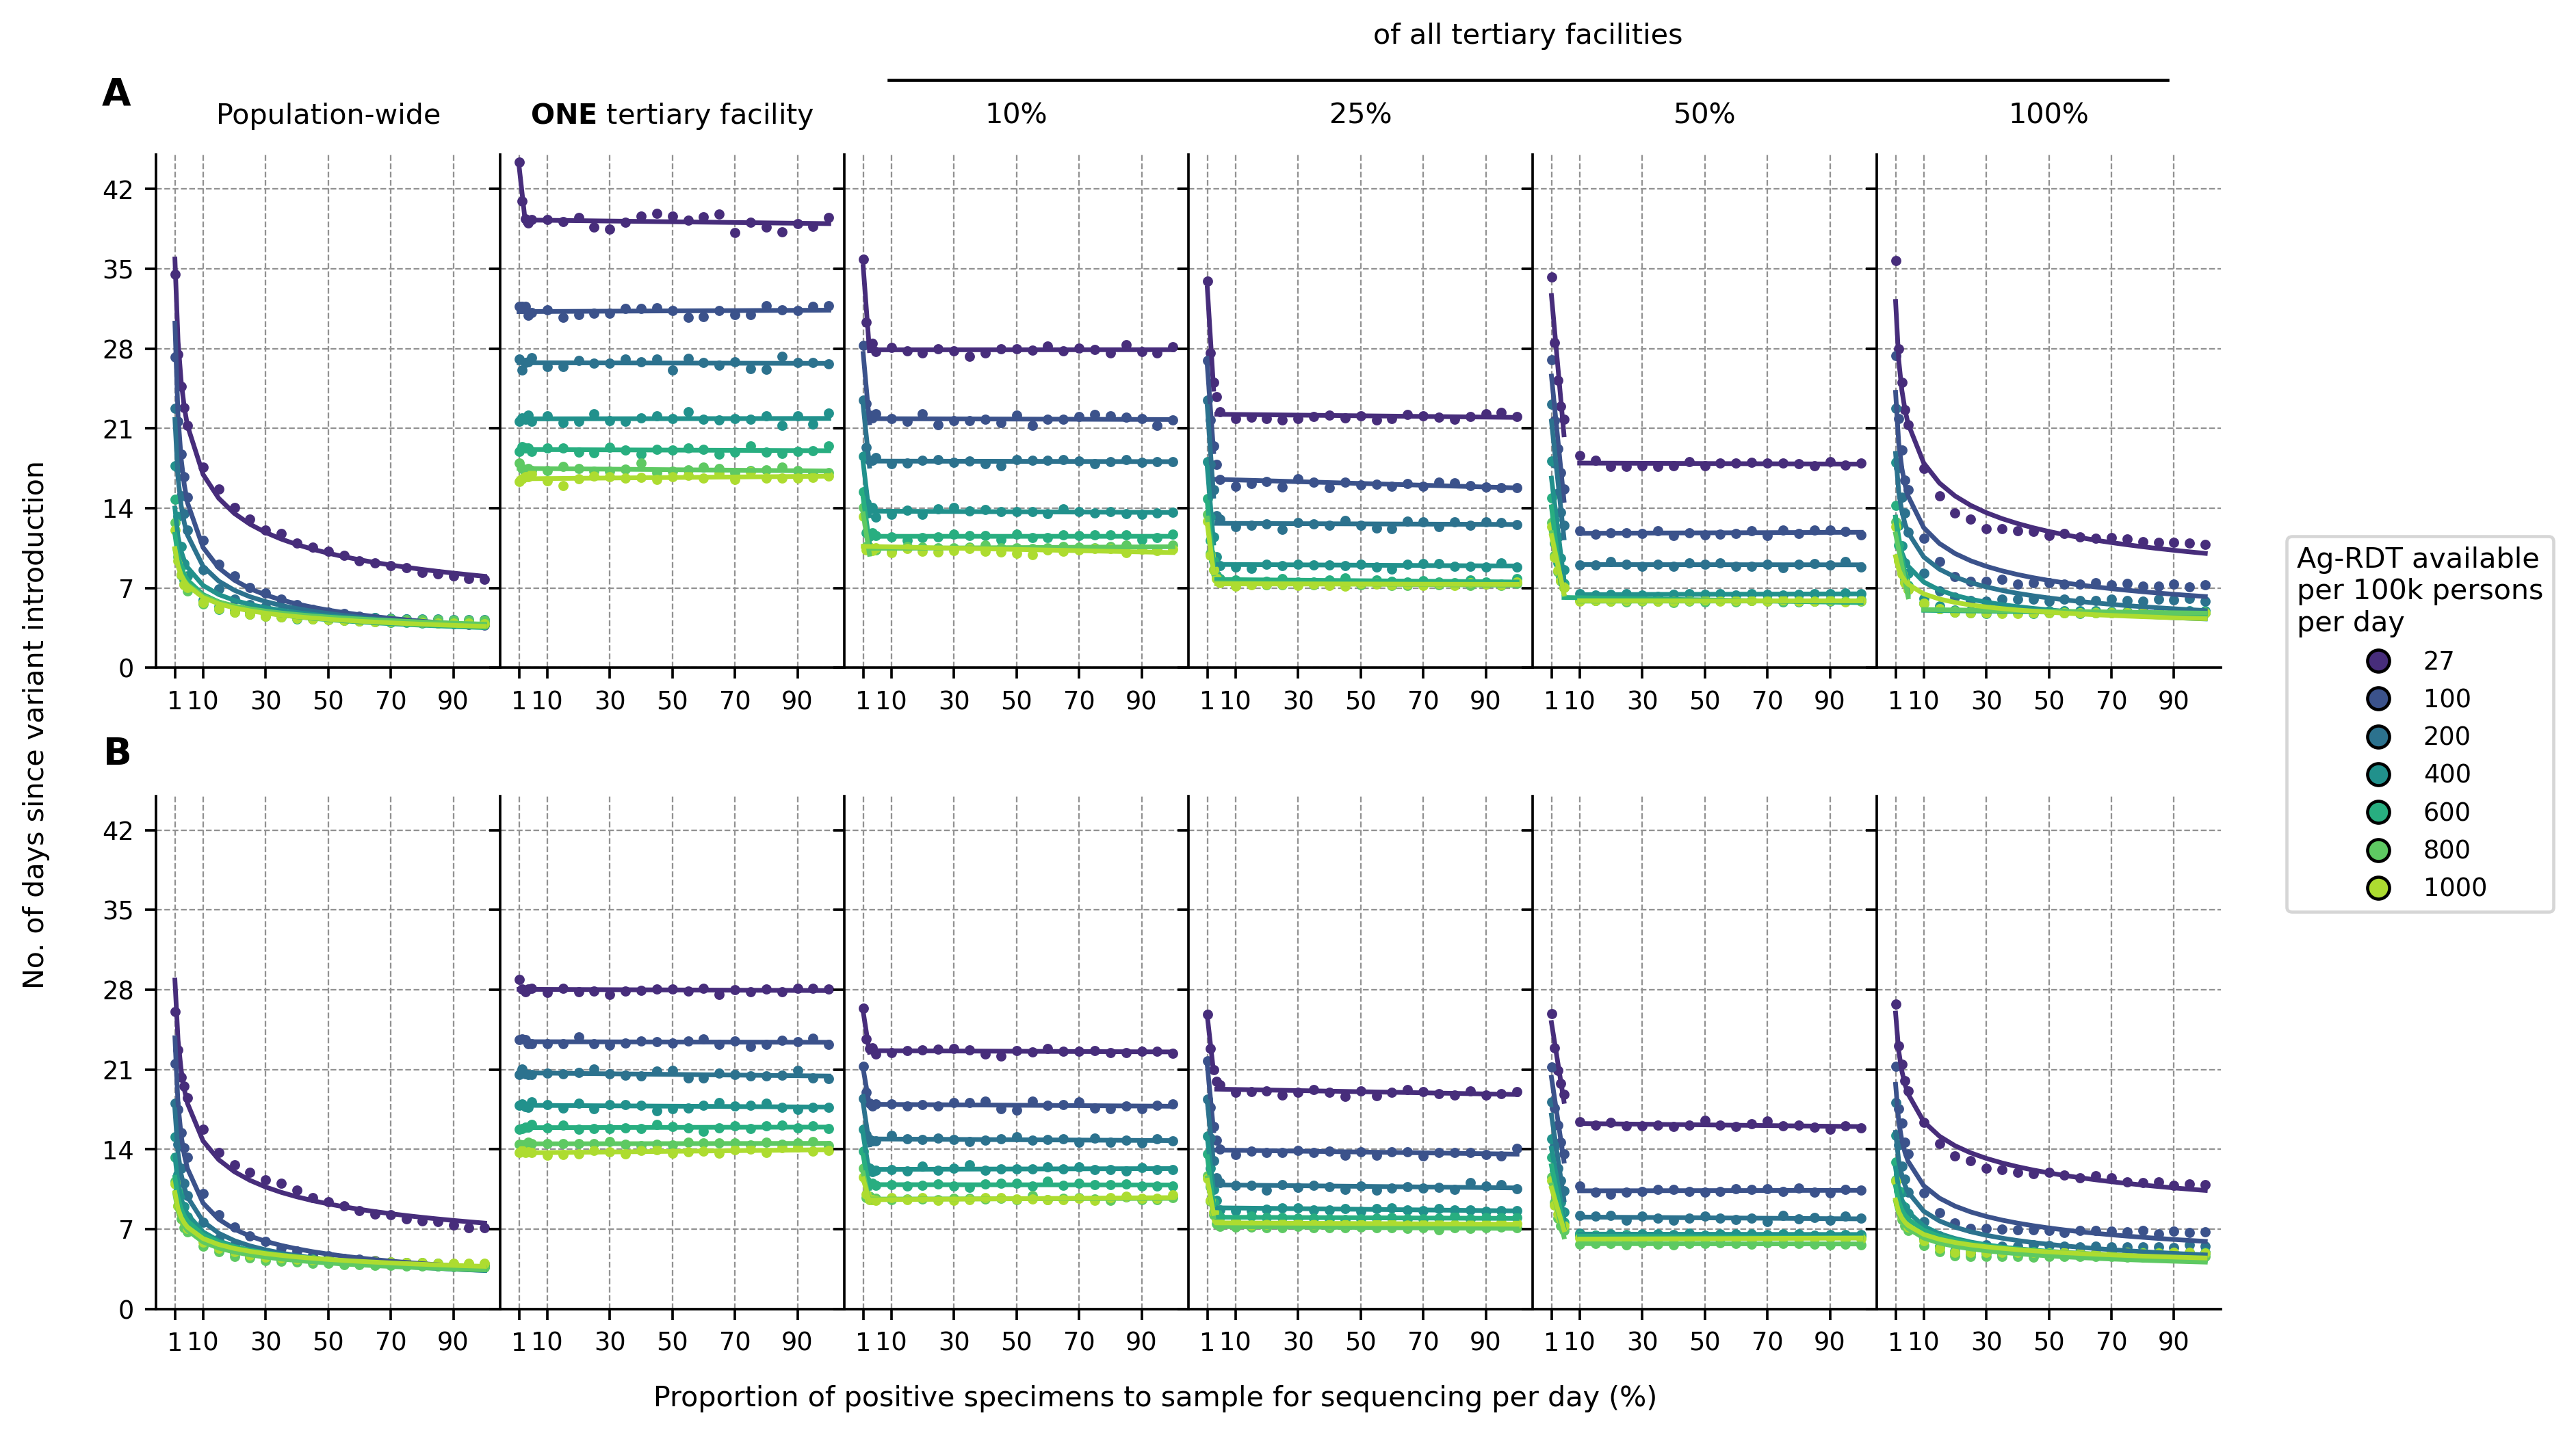 of all tertiary facilities
A
Population-wide ONE tertiary facility 10% 25% 50% 100%
42
35
28
21
14
7
0
1 10 30 50 70 90 1 10 30 50 70 90 1 10 30 50 70 90 1 10 30 50 70 90 1 10 30 50 70 90 1 10 30 50 70 90
No. of days since variant introduction
B
42
35
28
21
14
7
0
1 10 30 50 70 90 1 10 30 50 70 90 1 10 30 50 70 90 1 10 30 50 70 90 1 10 30 50 70 90 1 10 30 50 70 90
Proportion of positive specimens to sample for sequencing per day (%)
Ag-RDT available
per 100k persons
per day
27
100
200
400
600
800
1000